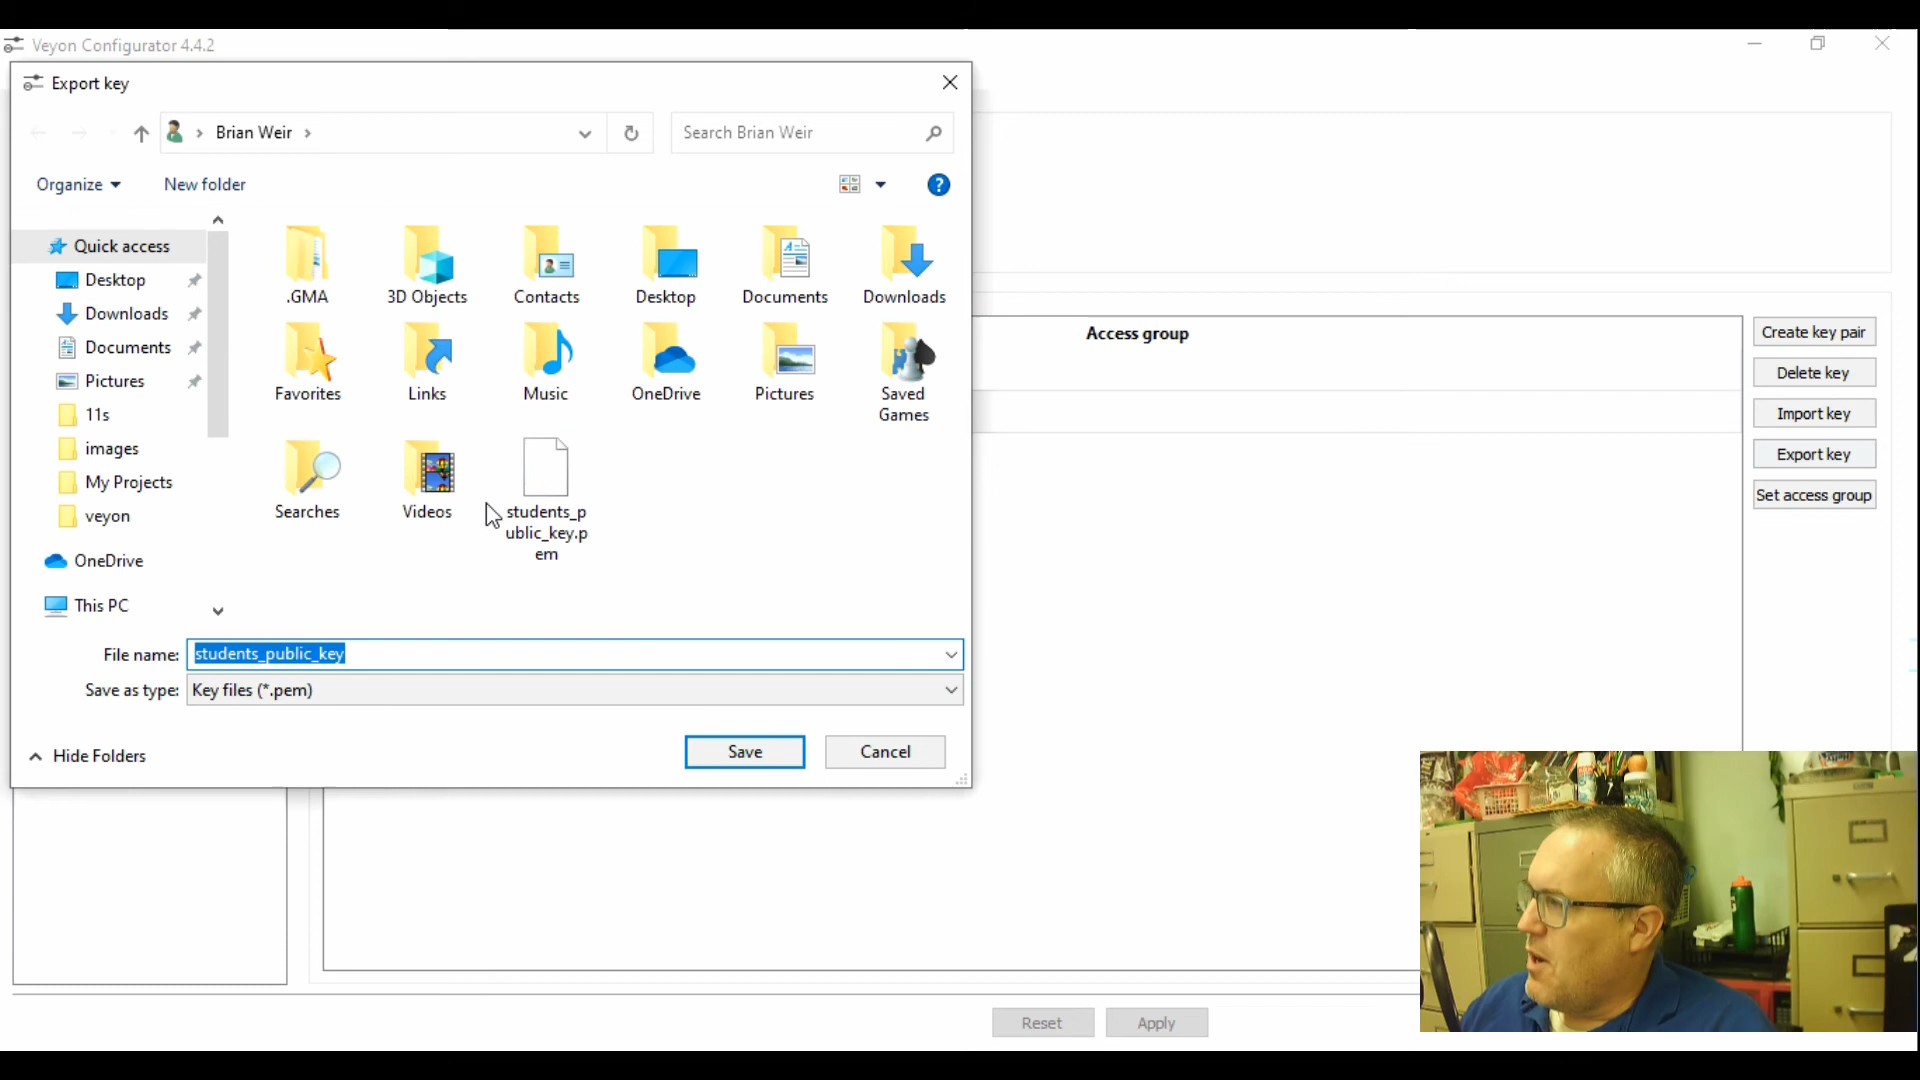 Veyon Configurator 4.4.2
Export key
Brian Weir
Search Brian Weir
Organize
New folder
?
Quick access
Desktop
Downloads
Documents
Pictures
11s
images
My Projects
veyon
OneDrive
This PC
.GMA
3D Objects
Contacts
Desktop
Documents
Downloads
Favorites
Links
Music
OneDrive
Pictures
Saved
Games
Searches
Videos
students_p
ublic_key.p
em
File name: students_public_key
Save as type: Key files (*.pem)
Hide Folders
Save
Cancel
Access group
Create key pair
Delete key
Import key
Export key
Set access group
Reset
Apply